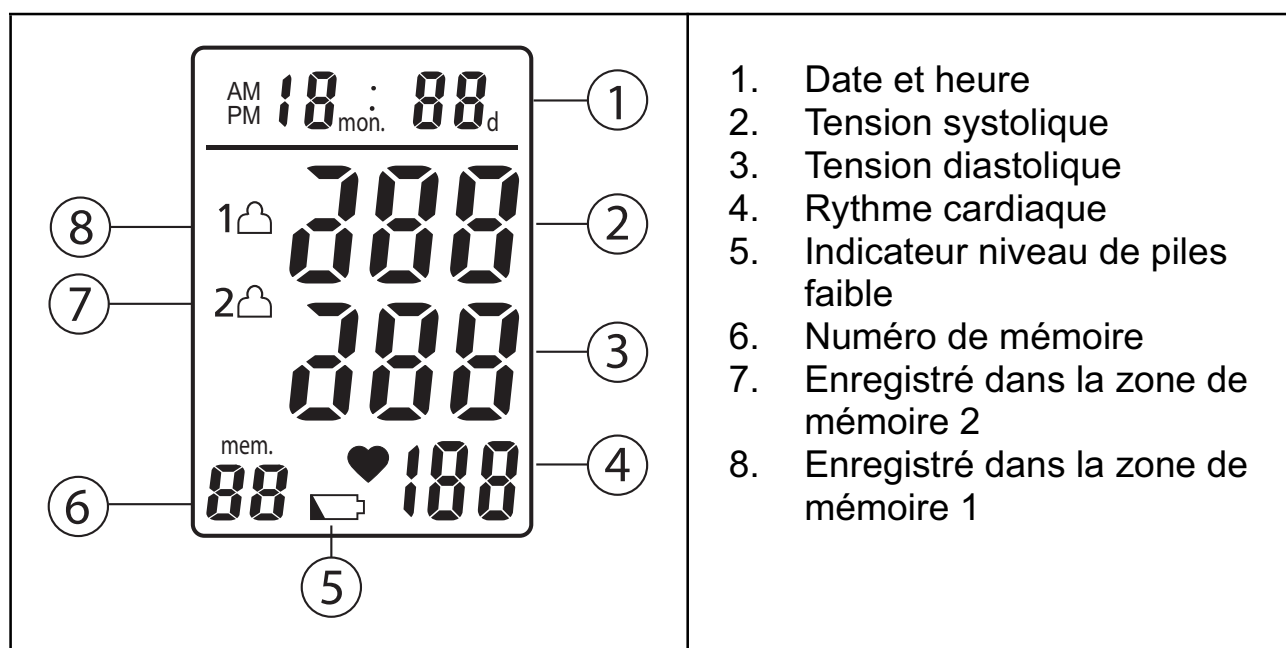 AM 18 mon. : 88 d
PM
1
1 288
8
2
2 288
7
3
mem.
88 188
4
6
5
1. Date et heure
2. Tension systolique
3. Tension diastolique
4. Rythme cardiaque
5. Indicateur niveau de piles
faible
6. Numéro de mémoire
7. Enregistré dans la zone de
mémoire 2
8. Enregistré dans la zone de
mémoire 1